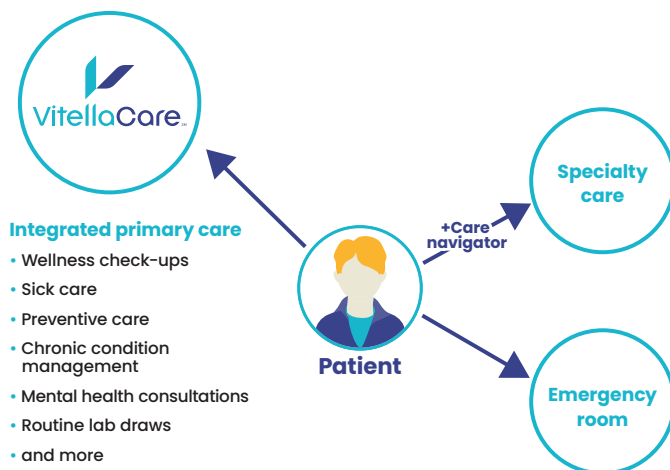 VitellaCare
Integrated primary care
• Wellness check-ups
• Sick care
• Preventive care
• Chronic condition
management
• Mental health consultations
• Routine lab draws
• and more
Patient
+Care
navigator
Specialty
care
Emergency
room